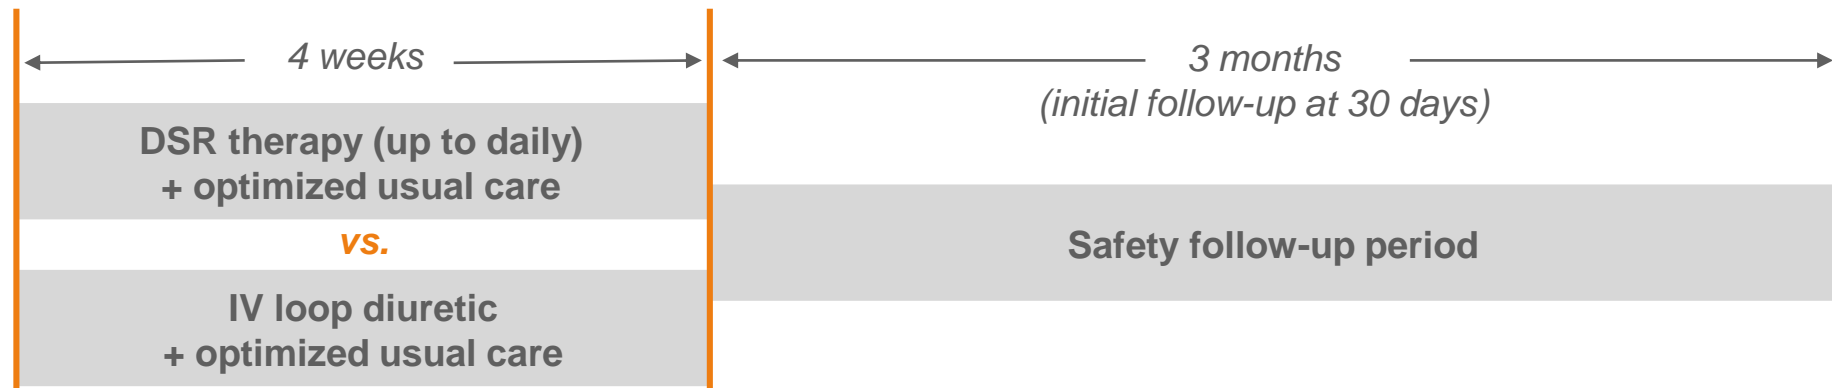 4 weeks
DSR therapy (up to daily)
+ optimized usual care
vs.
IV loop diuretic
+ optimized usual care
3 months
(initial follow-up at 30 days)
Safety follow-up period